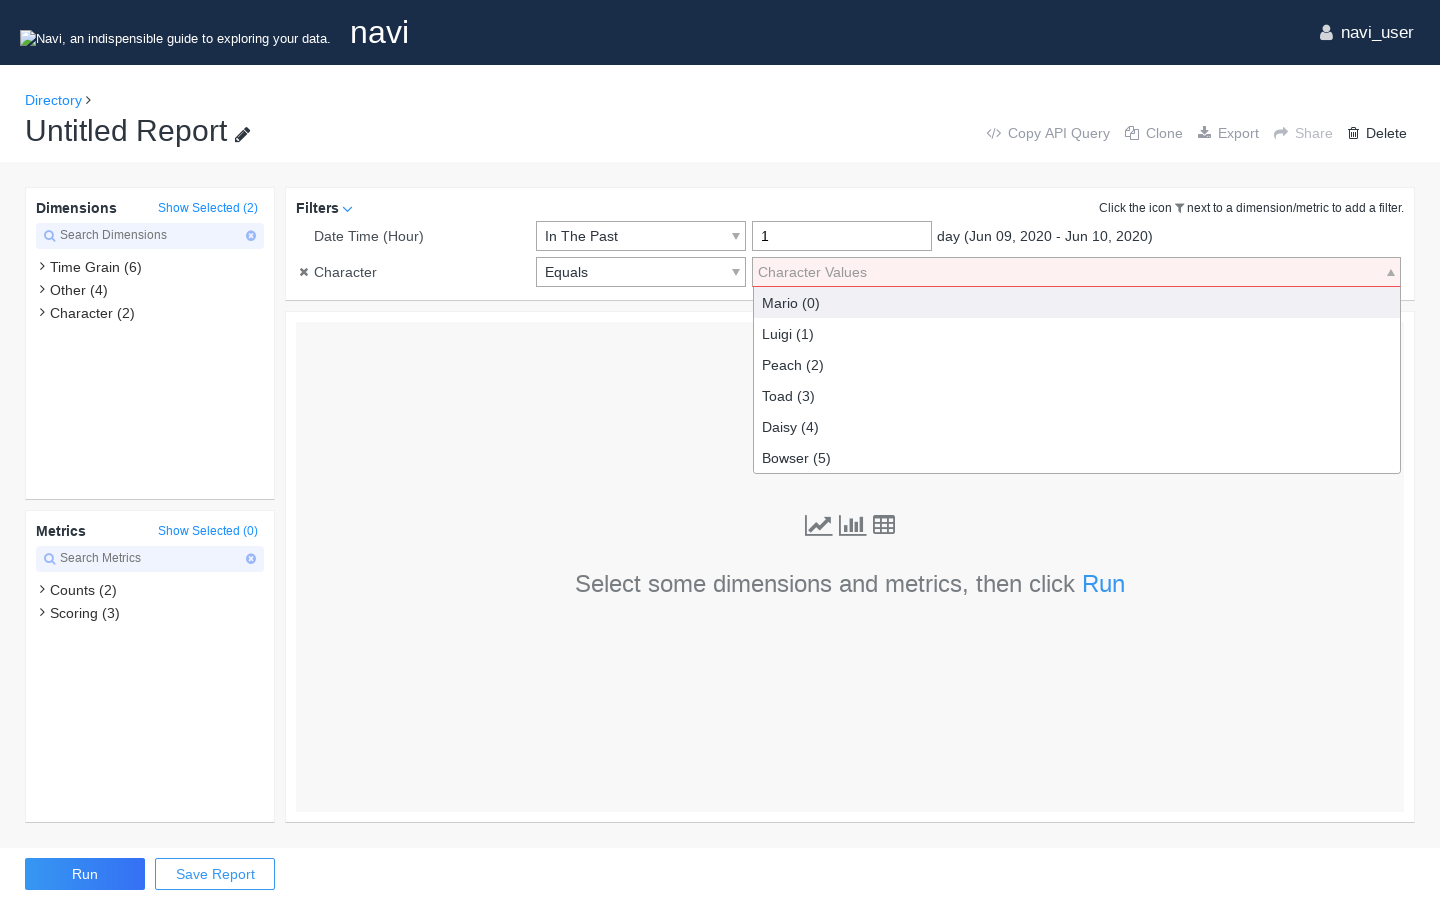 Navi, an indispensible guide to exploring your data.
navi
navi_user
Directory
Untitled Report
Copy API Query
Clone
Export
Share
Delete
Dimensions
Show Selected (2)
Search Dimensions
Time Grain (6)
Other (4)
Character (2)
Metrics
Show Selected (0)
Search Metrics
Counts (2)
Scoring (3)
Filters
Click the icon next to a dimension/metric to add a filter.
Date Time (Hour)
In The Past
1
day (Jun 09, 2020 - Jun 10, 2020)
Character
Equals
Character Values
Mario (0)
Luigi (1)
Peach (2)
Toad (3)
Daisy (4)
Bowser (5)
Select some dimensions and metrics, then click Run
Run
Save Report